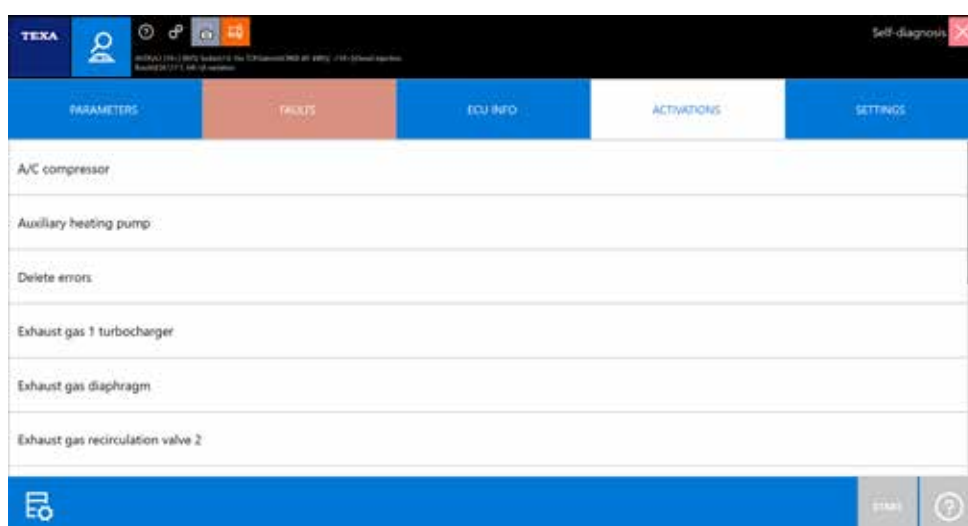 TEXA
Self-diagnosis
PARAMETERS
FAULTS
ECU INFO
ACTIVATIONS
SETTINGS
A/C compressor
Auxiliary heating pump
Delete errors
Exhaust gas 1 turbocharger
Exhaust gas diaphragm
Exhaust gas recirculation valve 2
START